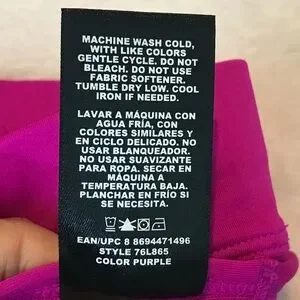 MACHINE WASH COLD,
WITH LIKE COLORS
GENTLE CYCLE. DO NOT
BLEACH. DO NOT USE
FABRIC SOFTENER.
TUMBLE DRY LOW. COOL
IRON IF NEEDED.
LAVAR A MÁQUINA CON
AGUA FRÍA, CON
COLORES SIMILARES Y
EN CICLO DELICADO. NO
USAR BLANQUEADOR.
NO USAR SUAVIZANTE
PARA ROPA. SECAR EN
MÁQUINA A
TEMPERATURA BAJA.
PLANCHAR EN FRÍO SI
SE NECESITA.
EAN/UPC 8 8694471496
STYLE 76L865
COLOR PURPLE